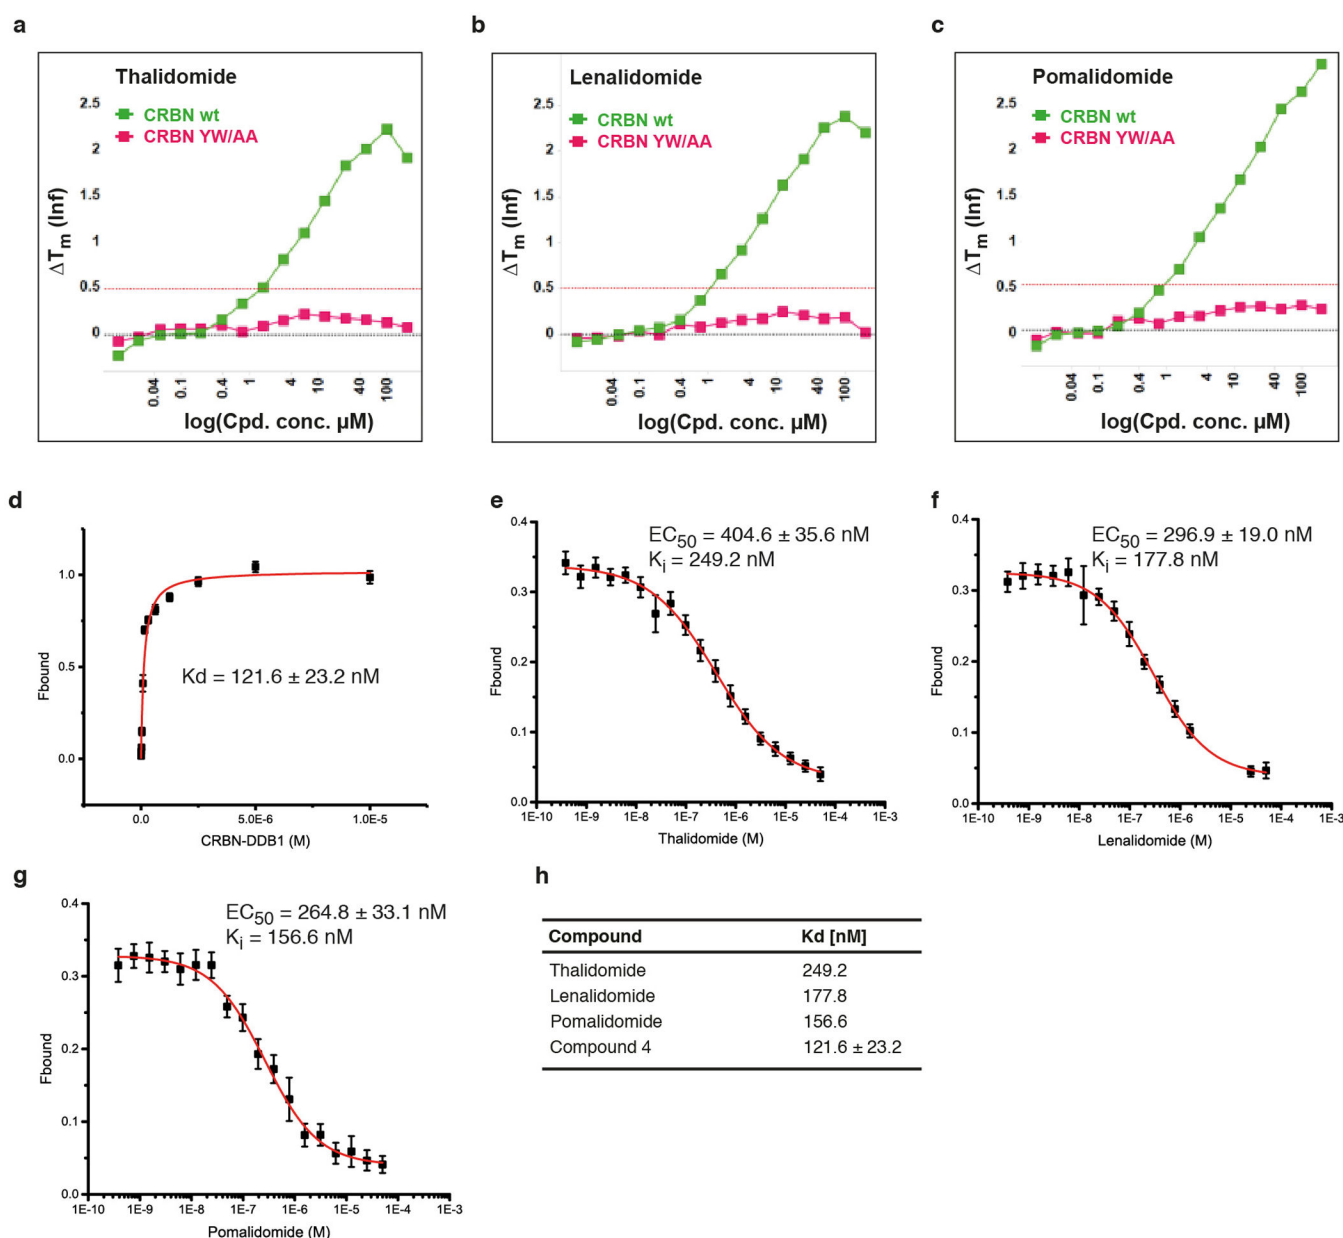 a
Thalidomide
CRBN wt
CRBN YW/AA
2.5
2
1.5
1
0.5
0
ΔTm (Inf)
0.04 0.1 0.4 1 4 10 40 100
log(Cpd. conc. µM)
b
Lenalidomide
CRBN wt
CRBN YW/AA
2.5
2
1.5
1
0.5
0
ΔTm (Inf)
0.04 0.1 0.4 1 4 10 40 100
log(Cpd. conc. µM)
c
Pomalidomide
CRBN wt
CRBN YW/AA
2.5
2
1.5
1
0.5
0
ΔTm (Inf)
0.04 0.1 0.4 1 4 10 40 100
log(Cpd. conc. µM)
d
1.0
0.5
0.0
Fbound
Kd = 121.6 ± 23.2 nM
0.0 5.0E-6 1.0E-5
CRBN-DDB1 (M)
e
EC50 = 404.6 ± 35.6 nM
Ki = 249.2 nM
0.4
0.3
0.2
0.1
0.0
Fbound
1E-10 1E-9 1E-8 1E-7 1E-6 1E-5 1E-4 1E-3
Thalidomide (M)
f
EC50 = 296.9 ± 19.0 nM
Ki = 177.8 nM
0.4
0.3
0.2
0.1
0.0
Fbound
1E-10 1E-9 1E-8 1E-7 1E-6 1E-5 1E-4 1E-3
Lenalidomide (M)
g
EC50 = 264.8 ± 33.1 nM
Ki = 156.6 nM
0.4
0.3
0.2
0.1
0.0
Fbound
1E-10 1E-9 1E-8 1E-7 1E-6 1E-5 1E-4 1E-3
Pomalidomide (M)
h
Compound Kd [nM]
Thalidomide 249.2
Lenalidomide 177.8
Pomalidomide 156.6
Compound 4 121.6 ± 23.2